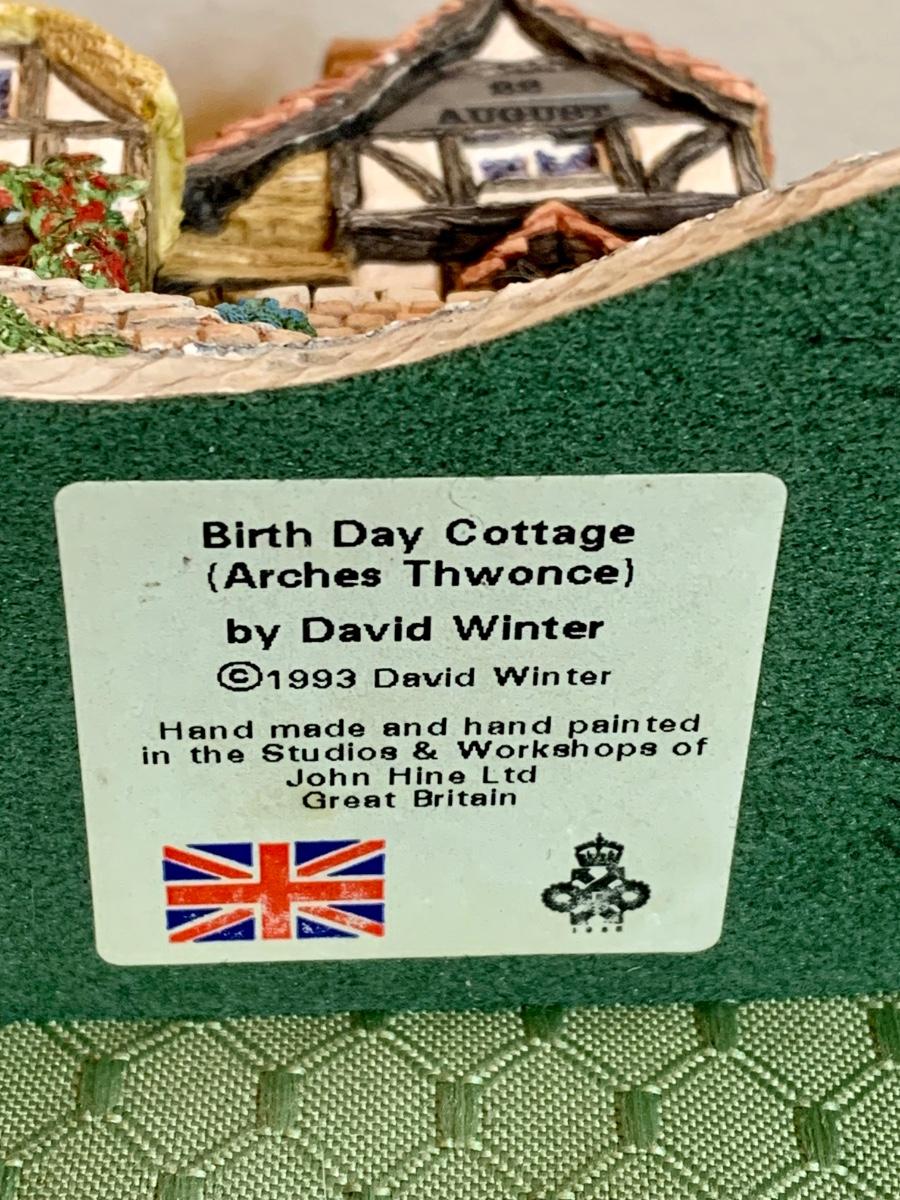 22
AUGUST
Birth Day Cottage
(Arches Thwonce)
by David Winter
©1993 David Winter
Hand made and hand painted
in the Studios & Workshops of
John Hine Ltd
Great Britain